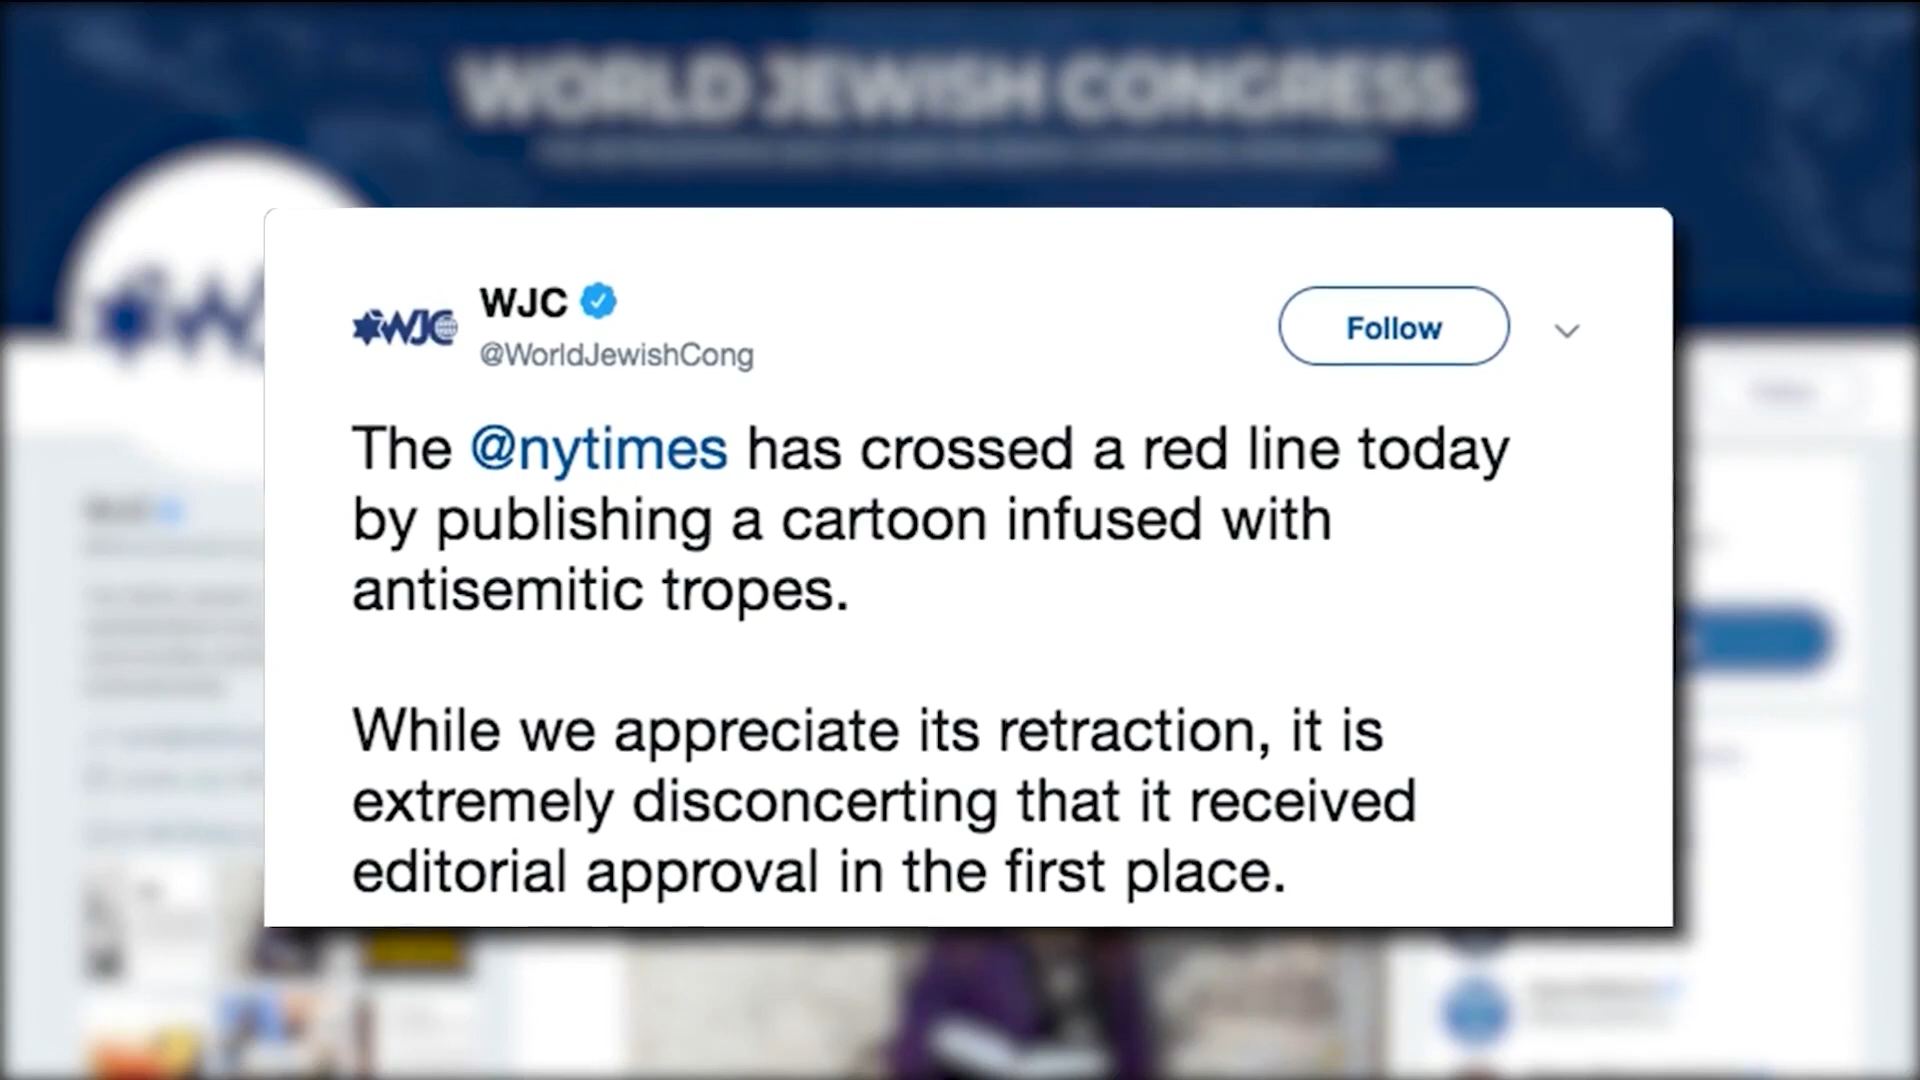 WORLD JEWISH CONGRESS
WJC
WJC
@WorldJewishCong
Follow
The @nytimes has crossed a red line today
by publishing a cartoon infused with
antisemitic tropes.
While we appreciate its retraction, it is
extremely disconcerting that it received
editorial approval in the first place.